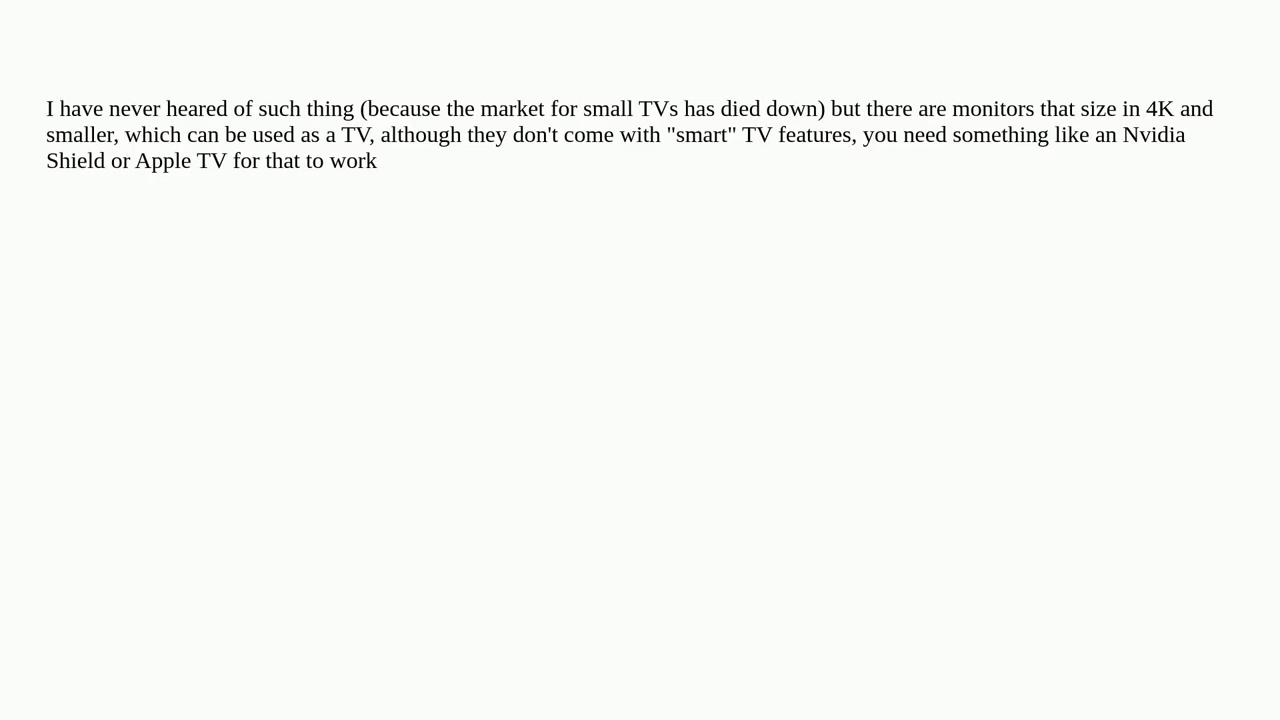 I have never heared of such thing (because the market for small TVs has died down) but there are monitors that size in 4K and
smaller, which can be used as a TV, although they don't come with "smart" TV features, you need something like an Nvidia
Shield or Apple TV for that to work